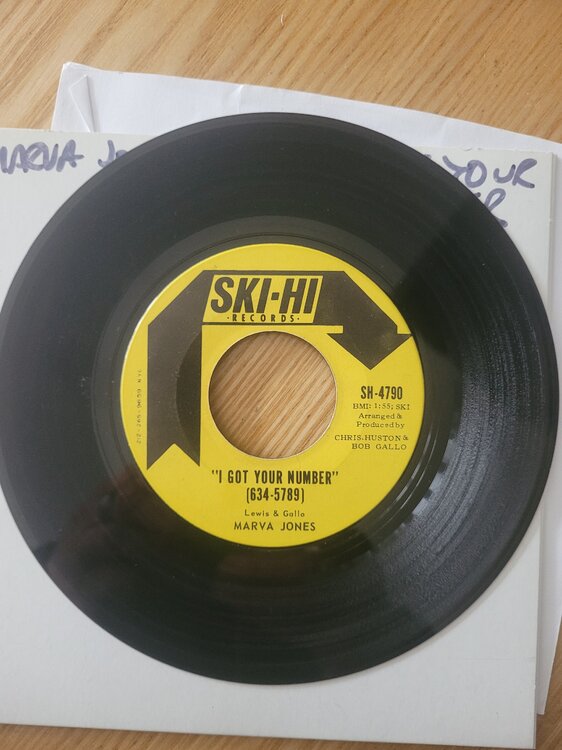 MARVA
YOUR
SKI-HI
·RECORDS·
SH-4790
BMI: 1:55; SKI
Arranged &
Produced by
CHRIS. HUSTON &
BOB GALLO
"I GOT YOUR NUMBER"
(634-5789)
Lewis & Gallo
MARVA JONES